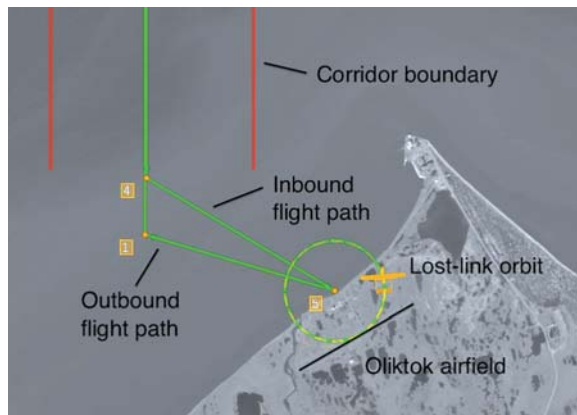 Corridor boundary
4
Inbound
flight path
1
Lost-link orbit
5
Outbound
flight path
Oliktok airfield